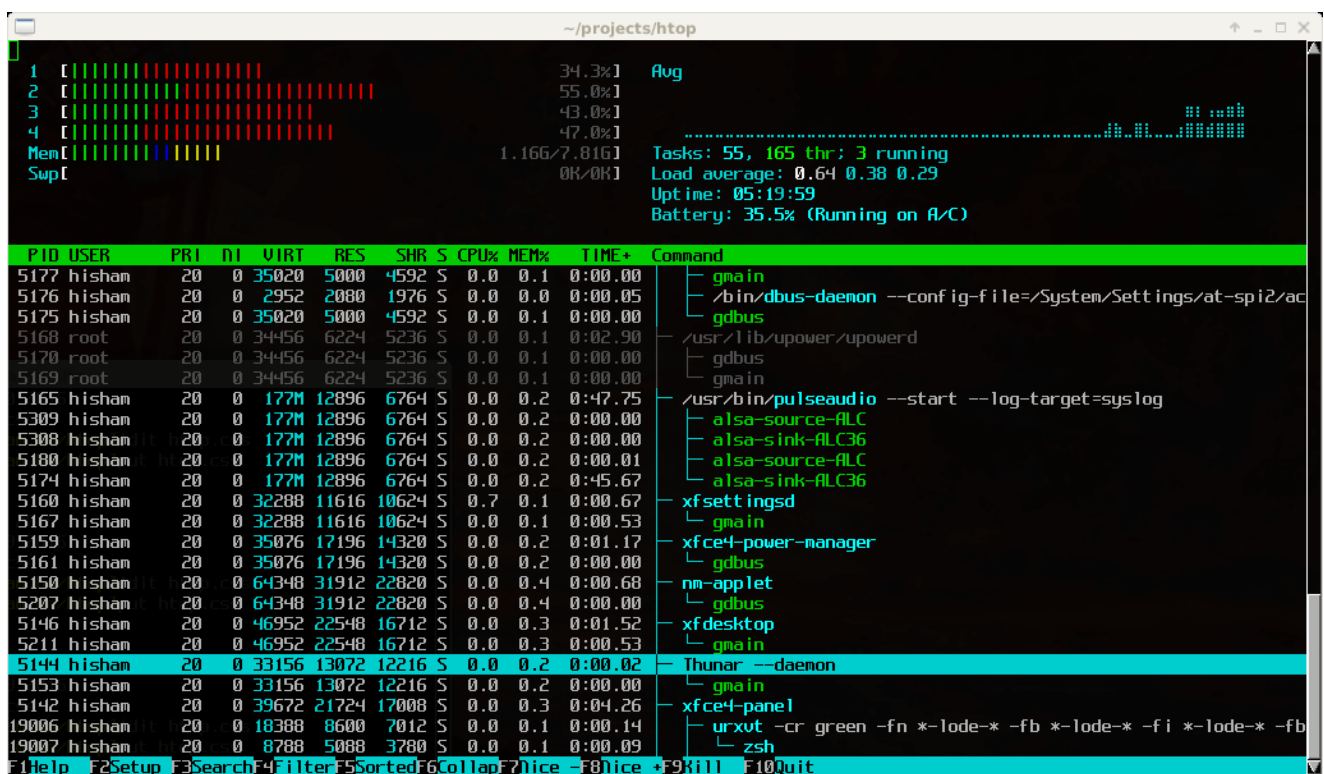 ~/projects/htop
1 [|||||||||||||||||||| 34.3%] Avg
2 [||||||||||||||||||||||||||||||| 55.0%]
3 [||||||||||||||||||||||||| 43.0%]
4 [||||||||||||||||||||||||||| 47.0%]
Mem[|||||||||||||||| 1.16G/7.81G] Tasks: 55, 165 thr; 3 running
Swp[ 0K/0K] Load average: 0.64 0.38 0.29
Uptime: 05:19:59
Battery: 35.5% (Running on A/C)
PID USER PRI NI VIRT RES SHR S CPU% MEM% TIME+ Command
5177 hisham 20 0 35020 5000 4592 S 0.0 0.1 0:00.00 │ ├─ gmain
5176 hisham 20 0 2952 2080 1976 S 0.0 0.0 0:00.05 │ ├─ /bin/dbus-daemon --config-file=/System/Settings/at-spi2/ac
5175 hisham 20 0 35020 5000 4592 S 0.0 0.1 0:00.00 │ └─ gdbus
5168 root 20 0 34456 6224 5236 S 0.0 0.1 0:02.90 ├─ /usr/lib/upower/upowerd
5170 root 20 0 34456 6224 5236 S 0.0 0.1 0:00.00 │ ├─ gdbus
5169 root 20 0 34456 6224 5236 S 0.0 0.1 0:00.00 │ └─ gmain
5165 hisham 20 0 177M 12896 6764 S 0.0 0.2 0:47.75 ├─ /usr/bin/pulseaudio --start --log-target=syslog
5309 hisham 20 0 177M 12896 6764 S 0.0 0.2 0:00.00 │ ├─ alsa-source-ALC
5308 hisham 20 0 177M 12896 6764 S 0.0 0.2 0:00.00 │ ├─ alsa-sink-ALC36
5180 hisham 20 0 177M 12896 6764 S 0.0 0.2 0:00.01 │ ├─ alsa-source-ALC
5174 hisham 20 0 177M 12896 6764 S 0.0 0.2 0:45.67 │ └─ alsa-sink-ALC36
5160 hisham 20 0 32288 11616 10624 S 0.7 0.1 0:00.67 ├─ xfsettingsd
5167 hisham 20 0 32288 11616 10624 S 0.0 0.1 0:00.53 │ └─ gmain
5159 hisham 20 0 35076 17196 14320 S 0.0 0.2 0:01.17 ├─ xfce4-power-manager
5161 hisham 20 0 35076 17196 14320 S 0.0 0.2 0:00.00 │ └─ gdbus
5150 hisham 20 0 64348 31912 22820 S 0.0 0.4 0:00.68 ├─ nm-applet
5207 hisham 20 0 64348 31912 22820 S 0.0 0.4 0:00.00 │ └─ gdbus
5146 hisham 20 0 46952 22548 16712 S 0.0 0.3 0:01.52 ├─ xfdesktop
5211 hisham 20 0 46952 22548 16712 S 0.0 0.3 0:00.53 │ └─ gmain
5144 hisham 20 0 33156 13072 12216 S 0.0 0.2 0:00.02 ├─ Thunar --daemon
5153 hisham 20 0 33156 13072 12216 S 0.0 0.2 0:00.00 │ └─ gmain
5142 hisham 20 0 39672 21724 17008 S 0.0 0.3 0:04.26 ├─ xfce4-panel
19006 hisham 20 0 18388 8600 7012 S 0.0 0.1 0:00.14 │ ├─ urxvt -cr green -fn *-lode-* -fb *-lode-* -fi *-lode-* -fb
19007 hisham 20 0 8788 5088 3780 S 0.0 0.1 0:00.09 │ │ └─ zsh
F1Help F2Setup F3SearchF4FilterF5SortedF6CollapF7Nice -F8Nice +F9Kill F10Quit